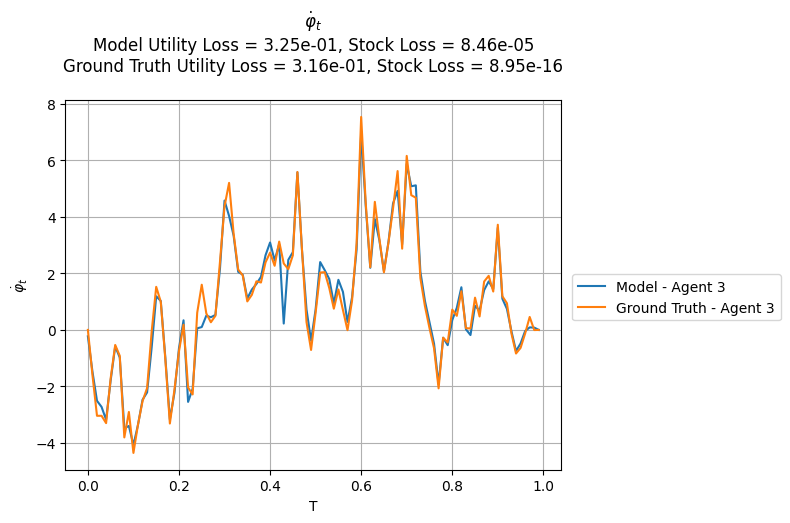 φ̇ₜ
Model Utility Loss = 3.25e-01, Stock Loss = 8.46e-05
Ground Truth Utility Loss = 3.16e-01, Stock Loss = 8.95e-16
8
6
4
2
0
−2
−4
φ̇ₜ
0.0 0.2 0.4 0.6 0.8 1.0
T
Model - Agent 3
Ground Truth - Agent 3